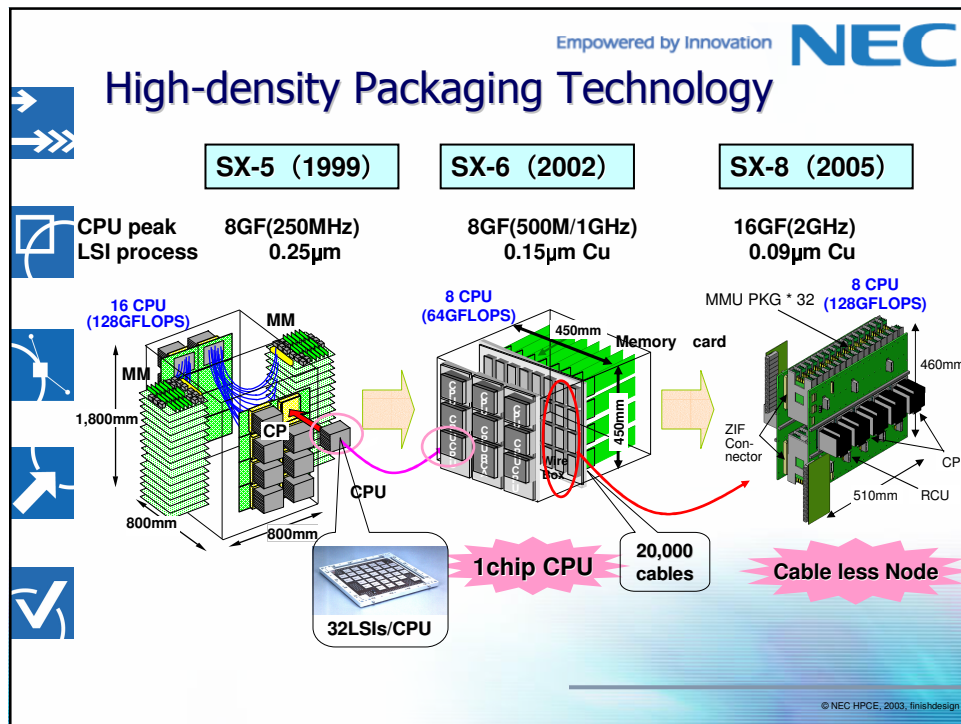 Empowered by Innovation NEC
High-density Packaging Technology
SX-5（1999） SX-6（2002） SX-8（2005）
CPU peak 8GF(250MHz) 8GF(500M/1GHz) 16GF(2GHz)
LSI process 0.25µm 0.15µm Cu 0.09µm Cu
16 CPU
(128GFLOPS)
MM
MM
1,800mm
CP
CPU
800mm
800mm
32LSIs/CPU
8 CPU
(64GFLOPS)
450mm
Memory card
450mm
Wire
box
1chip CPU
20,000
cables
8 CPU
MMU PKG * 32 (128GFLOPS)
460mm
ZIF
Con-
nector
CP
RCU
510mm
Cable less Node
© NEC HPCE, 2003, finishdesign